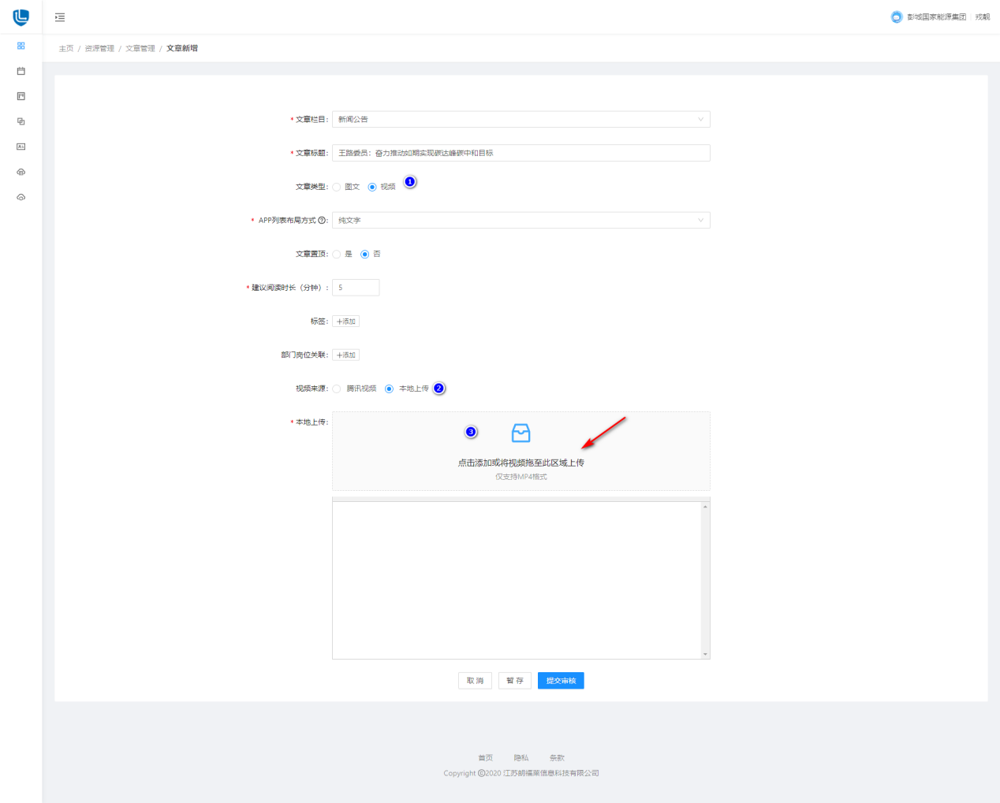 彭城国家能源集团 戎靓
主页 / 资源管理 / 文章管理 / 文章新增
* 文章栏目: 新闻公告
* 文章标题: 王路委员：奋力推动如期实现碳达峰碳中和目标
文章类型: 图文 视频 1
* APP列表布局方式 ?: 纯文字
文章置顶: 是 否
* 建议阅读时长（分钟）: 5
标签: +添加
部门岗位关联: +添加
视频来源: 腾讯视频 本地上传 2
* 本地上传: 3
点击添加或将视频拖至此区域上传
仅支持MP4格式
取 消 暂 存 提交审核
首页 隐私 条款
Copyright ©2020 江苏朗福莱信息科技有限公司